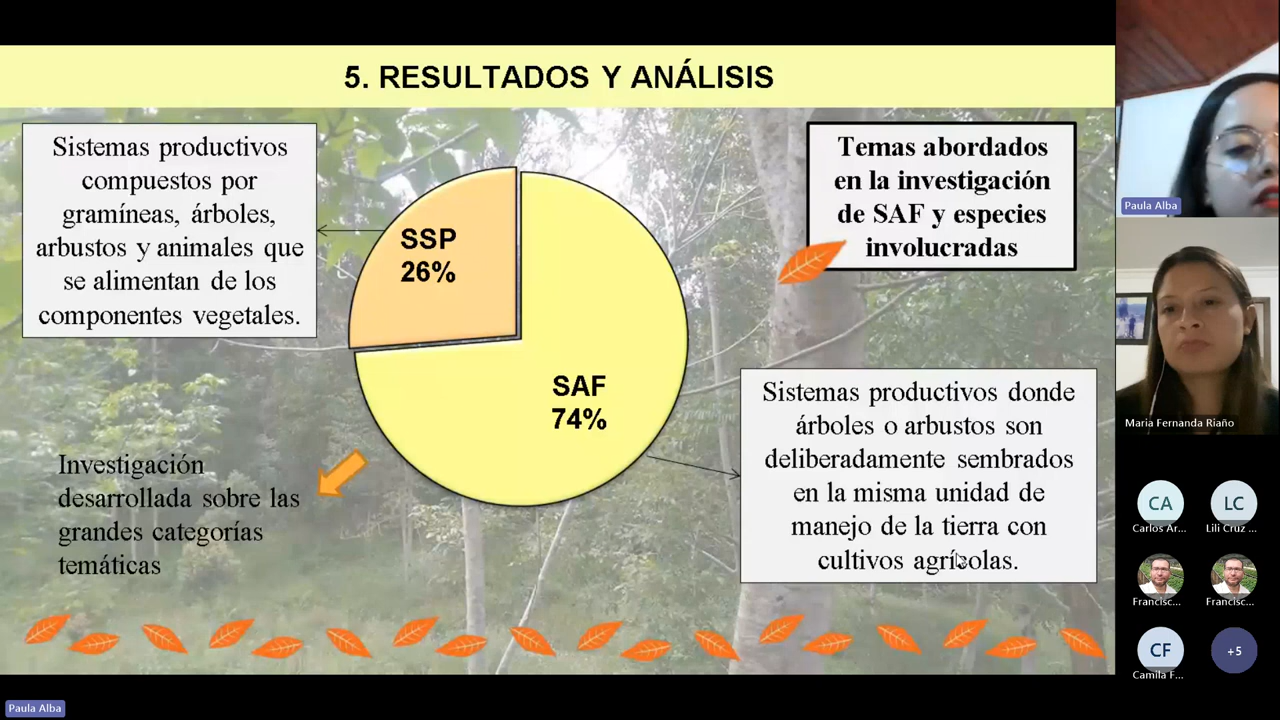 5. RESULTADOS Y ANÁLISIS
Sistemas productivos
compuestos por
gramíneas, árboles,
arbustos y animales que
se alimentan de los
componentes vegetales.
SSP
26%
SAF
74%
Temas abordados
en la investigación
de SAF y especies
involucradas
Sistemas productivos donde
árboles o arbustos son
deliberadamente sembrados
en la misma unidad de
manejo de la tierra con
cultivos agrícolas.
Investigación
desarrollada sobre las
grandes categorías
temáticas
Paula Alba
Maria Fernanda Riaño
CA
Carlos Ar...
LC
Lili Cruz ...
Francisc...
Francisc...
CF
Camila F...
+5
Paula Alba